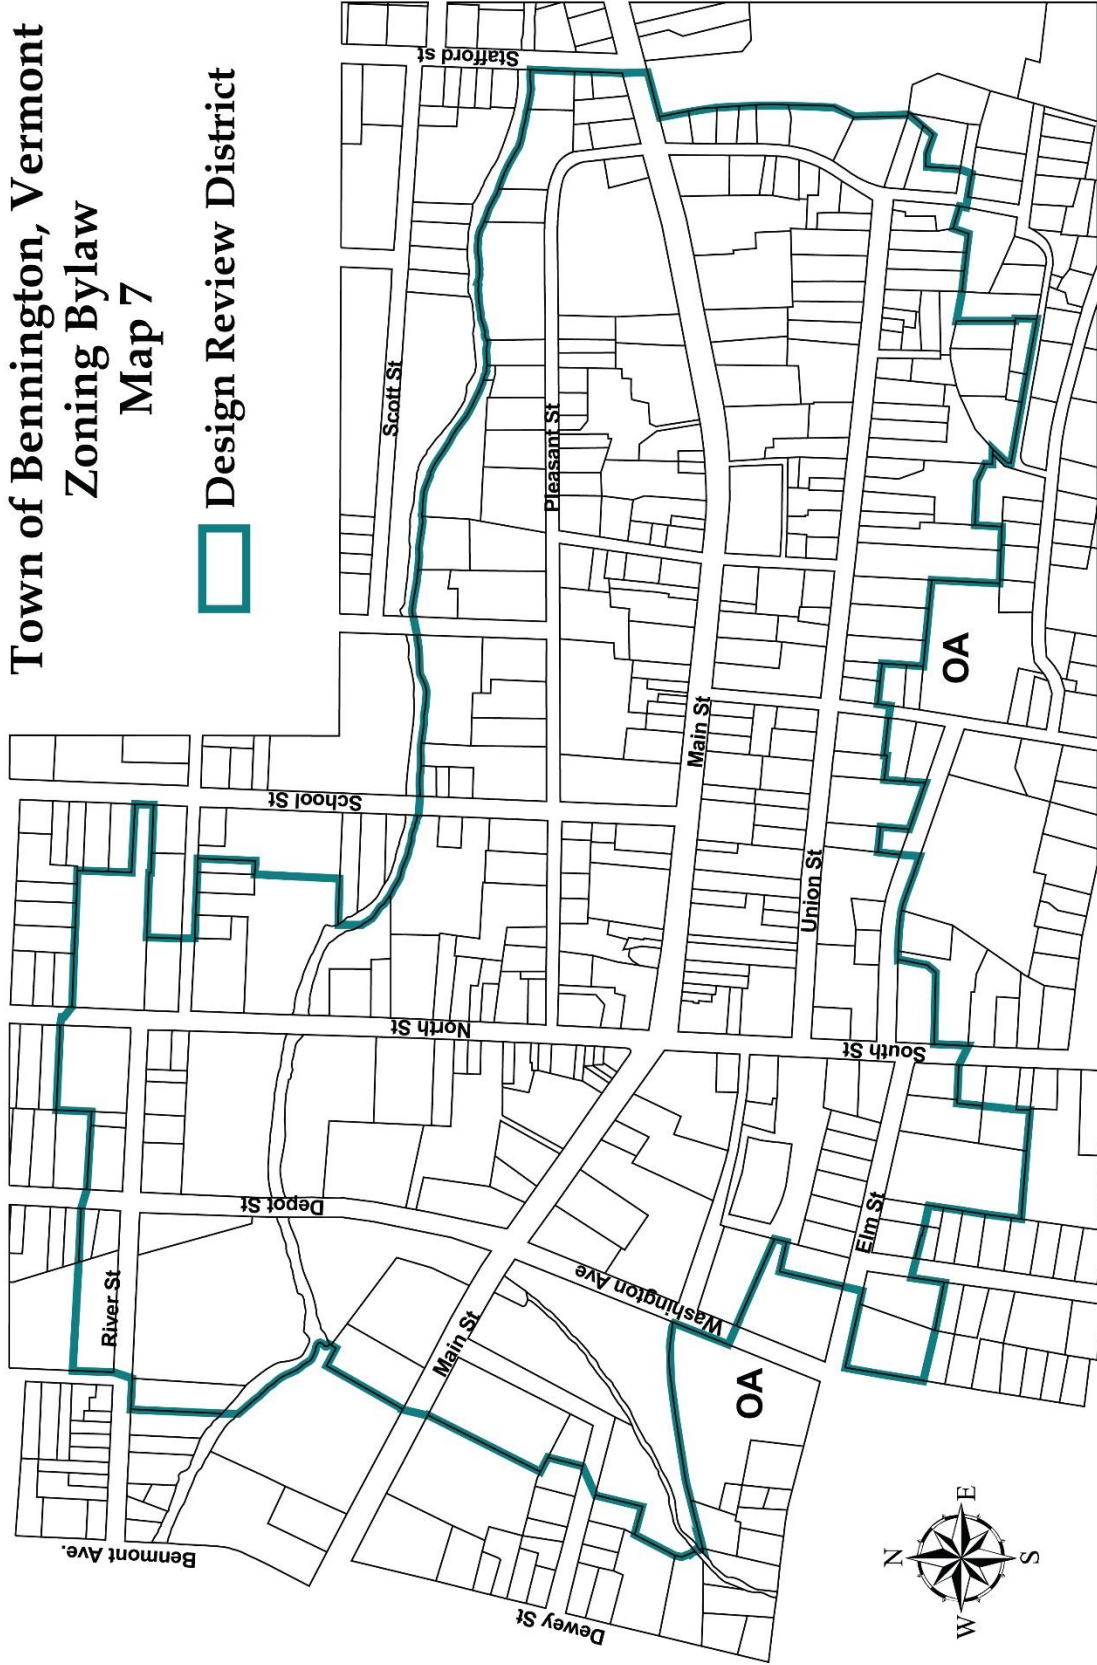 Town of Bennington, Vermont
Zoning Bylaw
Map 7
Design Review District
Stafford st
Scott St
Pleasant St
School St
Main St
Union St
North St
South St
OA
Depot St
River St
Elm St
Washington Ave
Main St
OA
Benmont Ave.
Dewey St
N
E
S
W